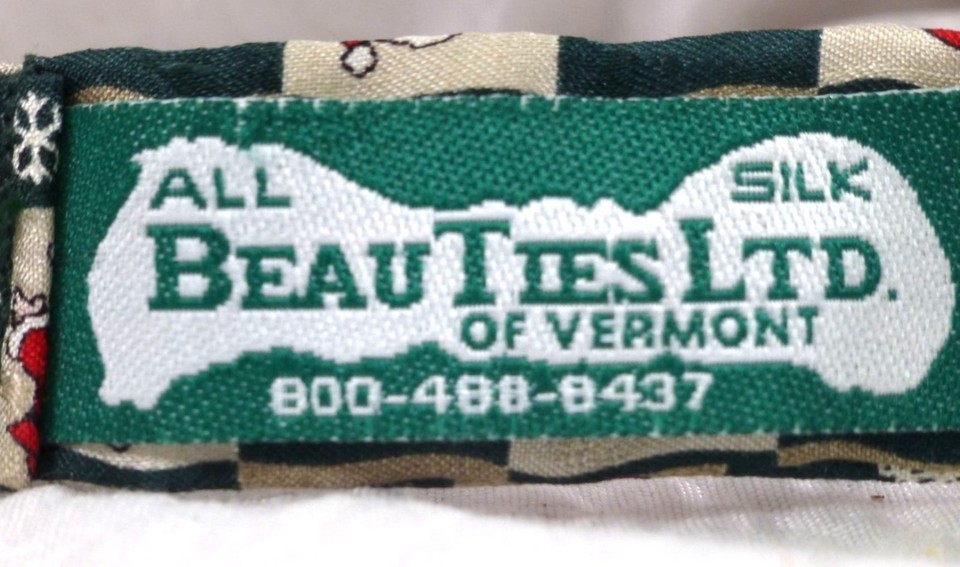 ALL SILK
BEAUTIES LTD.
OF VERMONT
800-488-8437